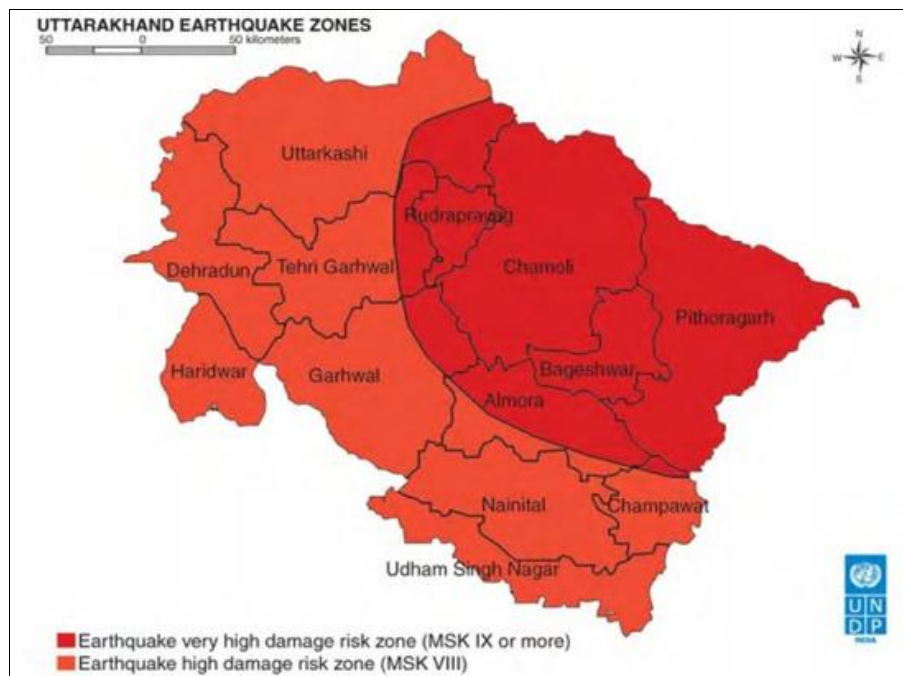 UTTARAKHAND EARTHQUAKE ZONES
50 0 50 kilometers
N
W E
S
Uttarkashi
Rudraprayag
Dehradun
Tehri Garhwal
Chamoli
Pithoragarh
Haridwar
Garhwal
Bageshwar
Almora
Nainital
Champawat
Udham Singh Nagar
U N
D P
INDIA
Earthquake very high damage risk zone (MSK IX or more)
Earthquake high damage risk zone (MSK VIII)